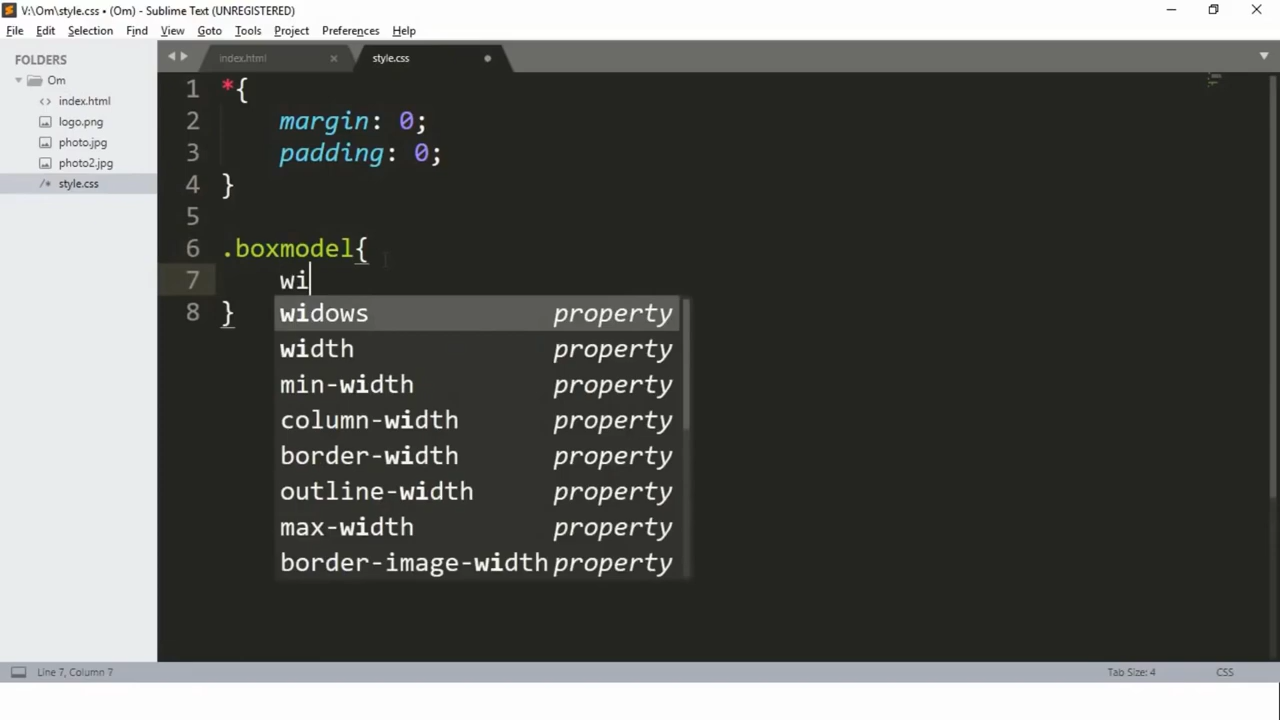 V:\Om\style.css • (Om) - Sublime Text (UNREGISTERED)
File Edit Selection Find View Goto Tools Project Preferences Help
FOLDERS
Om
index.html
logo.png
photo.jpg
photo2.jpg
style.css
index.html × style.css
1 *{
2 margin: 0;
3 padding: 0;
4 }
5
6 .boxmodel{
7 wi
8 }
widows property
width property
min-width property
column-width property
border-width property
outline-width property
max-width property
border-image-width property
Line 7, Column 7 Tab Size: 4 CSS